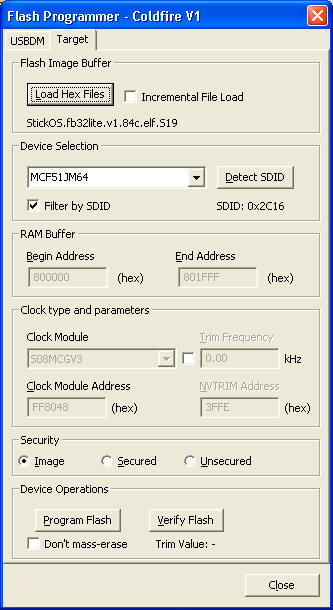 Flash Programmer - Coldfire V1
USBDM Target
Flash Image Buffer
Load Hex Files Incremental File Load
StickOS.fb32lite.v1.84c.elf.S19
Device Selection
MCF51JM64 Detect SDID
Filter by SDID SDID: 0x2C16
RAM Buffer
Begin Address End Address
800000 (hex) 801FFF (hex)
Clock type and parameters
Clock Module Trim Frequency
S08MCGV3 0.00 kHz
Clock Module Address NVTRIM Address
FF8048 (hex) 3FFE (hex)
Security
Image Secured Unsecured
Device Operations
Program Flash Verify Flash
Don't mass-erase Trim Value: -
Close